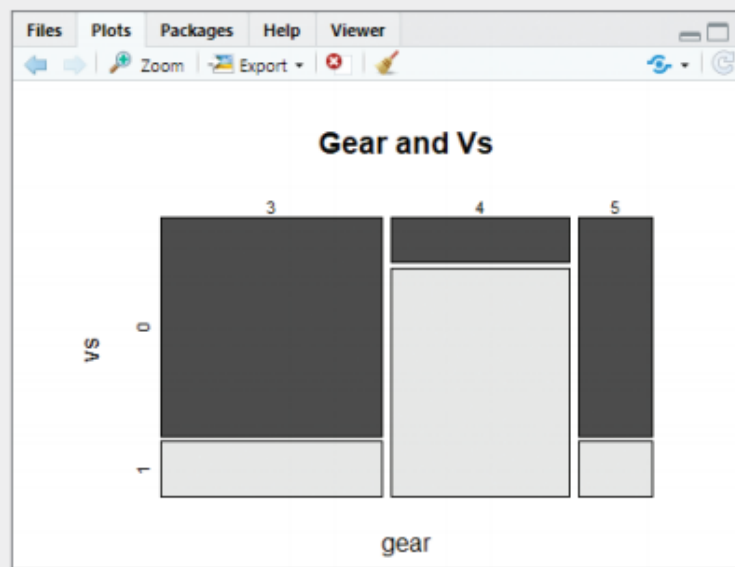 Files Plots Packages Help Viewer
Zoom Export
Gear and Vs
3 4 5
vs
0
1
gear